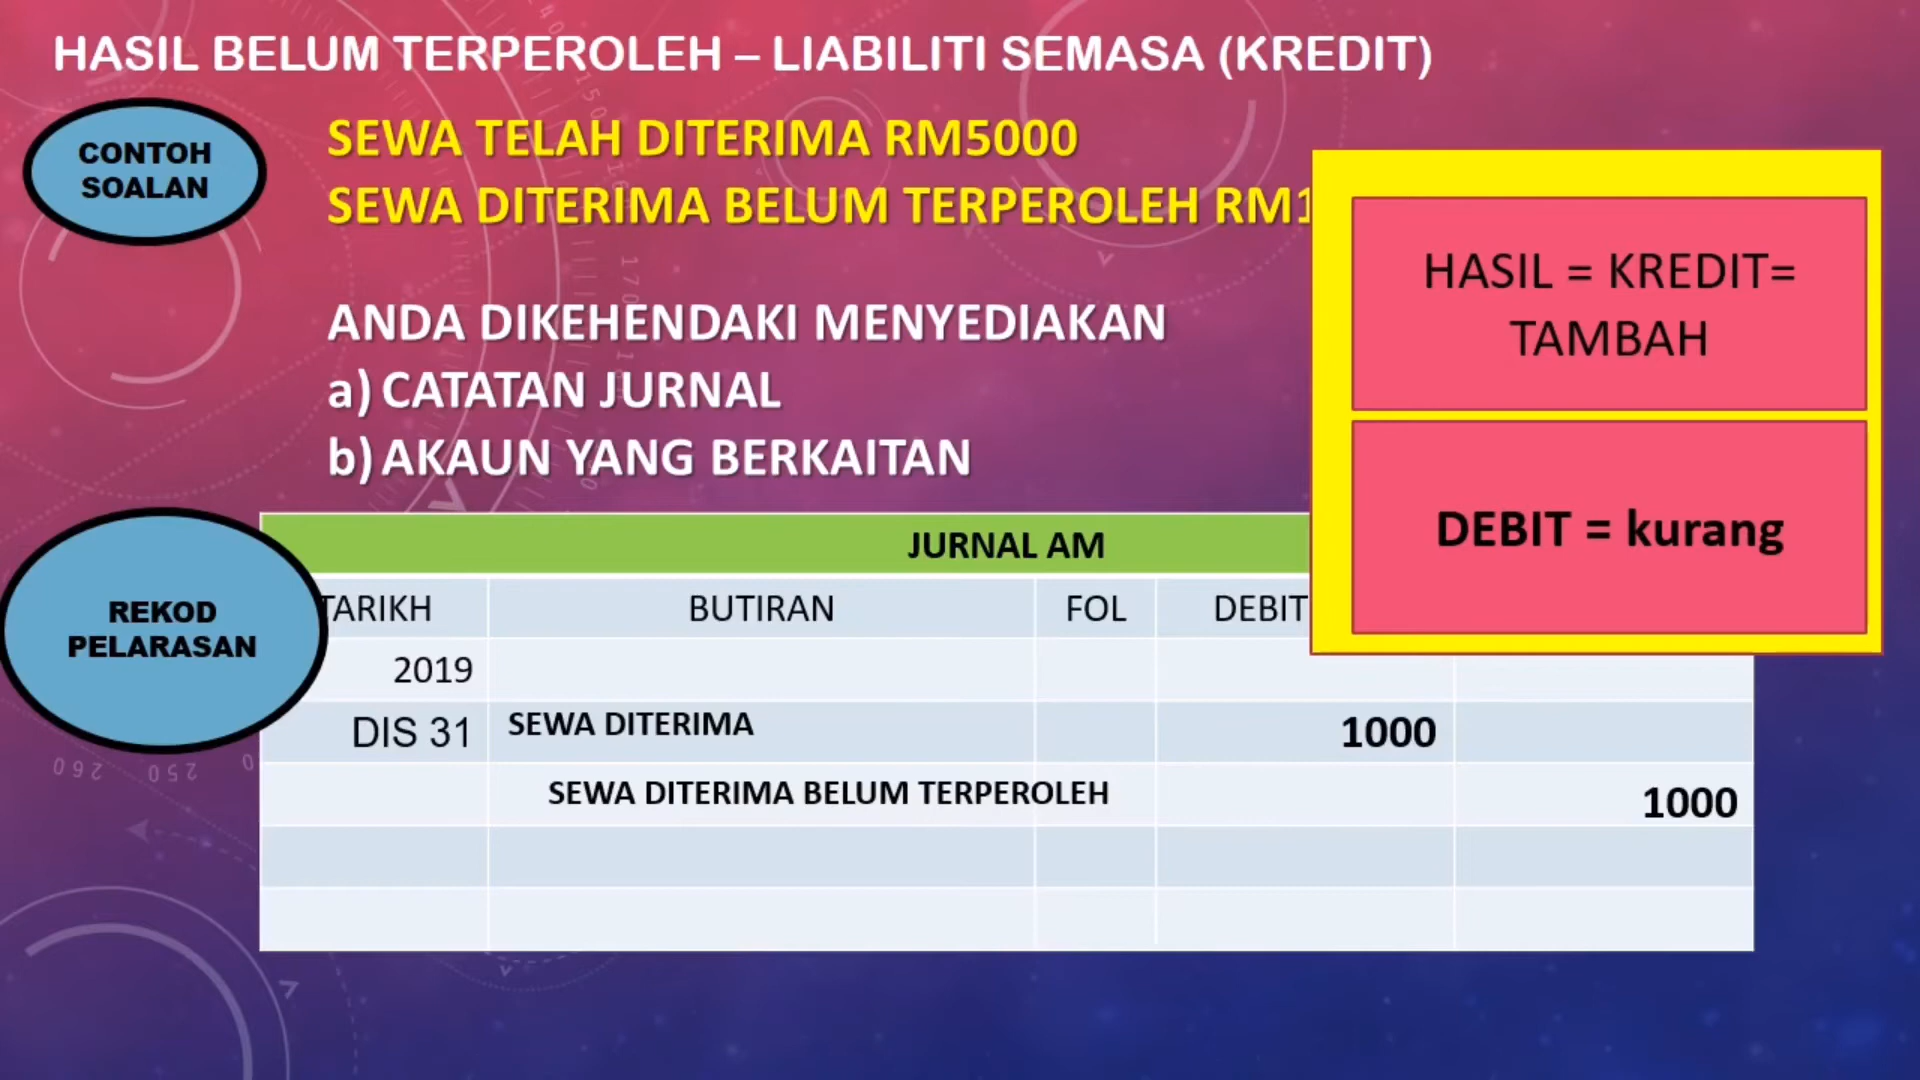 HASIL BELUM TERPEROLEH – LIABILITI SEMASA (KREDIT)
CONTOH
SOALAN
SEWA TELAH DITERIMA RM5000
SEWA DITERIMA BELUM TERPEROLEH RM1
ANDA DIKEHENDAKI MENYEDIAKAN
a) CATATAN JURNAL
b) AKAUN YANG BERKAITAN
HASIL = KREDIT=
TAMBAH
DEBIT = kurang
REKOD
PELARASAN
JURNAL AM
TARIKH BUTIRAN FOL DEBIT
2019
DIS 31 SEWA DITERIMA 1000
SEWA DITERIMA BELUM TERPEROLEH 1000
260 250